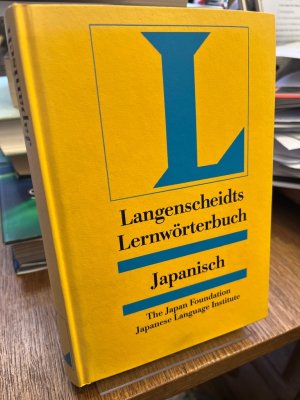 L
Langenscheidts
Lernwörterbuch
Japanisch
The Japan Foundation
Japanese Language Institute